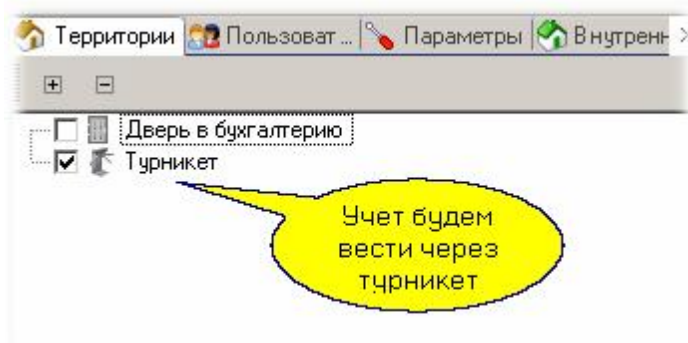 Территории Пользоват ... Параметры Внутренн
Дверь в бухгалтерию
Турникет
Учет будем
вести через
турникет